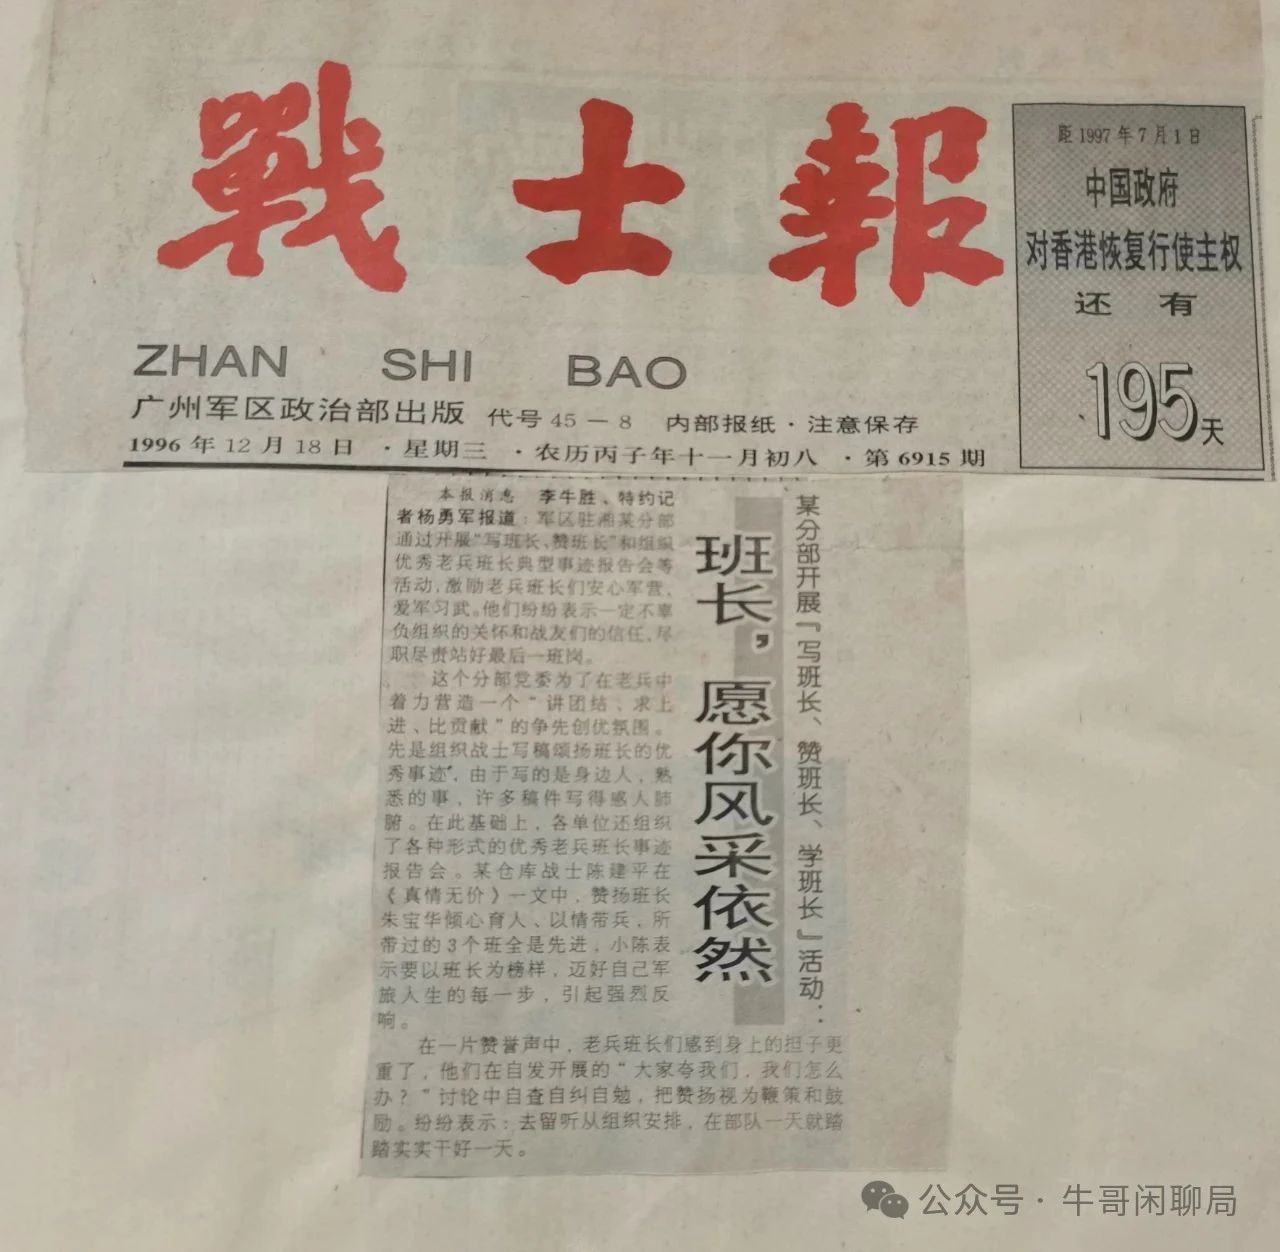 戰士報
距1997年7月1日
中国政府
对香港恢复行使主权
还有
195天
ZHAN SHI BAO
广州军区政治部出版 代号45－8 内部报纸·注意保存
1996年12月18日 ·星期三 ·农历丙子年十一月初八 ·第6915期
某分部开展『写班长、赞班长、学班长』活动：
班长，愿你风采依然
本报消息 李牛胜、特约记
者杨勇军报道：军区驻湘某分部
通过开展“写班长、赞班长”和组织
优秀老兵班长典型事迹报告会等
活动，激励老兵班长们安心军营，
爱军习武。他们纷纷表示一定不辜
负组织的关怀和战友们的信任，尽
职尽责站好最后一班岗。
这个分部党委为了在老兵中
着力营造一个“讲团结、求上
进、比贡献”的争先创优氛围。
先是组织战士写稿颂扬班长的优
秀事迹，由于写的是身边人，熟
悉的事，许多稿件写得感人肺
腑。在此基础上，各单位还组织
了各种形式的优秀老兵班长事迹
报告会。某仓库战士陈建平在
《真情无价》一文中，赞扬班长
朱宝华倾心育人、以情带兵，所
带过的3个班全是先进，小陈表
示要以班长为榜样，迈好自己军
旅人生的每一步，引起强烈反
响。
在一片赞誉声中，老兵班长们感到身上的担子更
重了，他们在自发开展的“大家夸我们，我们怎么
办？”讨论中自查自纠自勉，把赞扬视为鞭策和鼓
励。纷纷表示：去留听从组织安排，在部队一天就踏
踏实实干好一天。
公众号·牛哥闲聊局